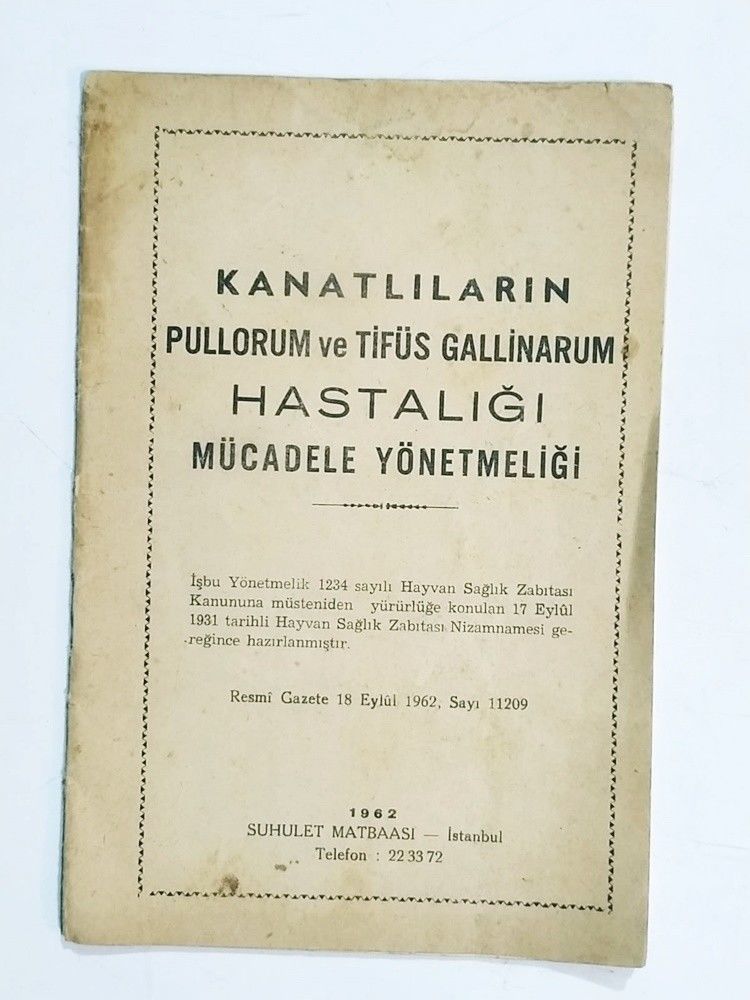 KANATLILARIN
PULLORUM ve TİFÜS GALLİNARUM
HASTALIĞI
MÜCADELE YÖNETMELİĞİ
İşbu Yönetmelik 1234 sayılı Hayvan Sağlık Zabıtası
Kanununa müsteniden yürürlüğe konulan 17 Eylûl
1931 tarihli Hayvan Sağlık Zabıtası Nizamnamesi ge-
reğince hazırlanmıştır.
Resmî Gazete 18 Eylûl 1962, Sayı 11209
1962
SUHULET MATBAASI — İstanbul
Telefon : 22 33 72